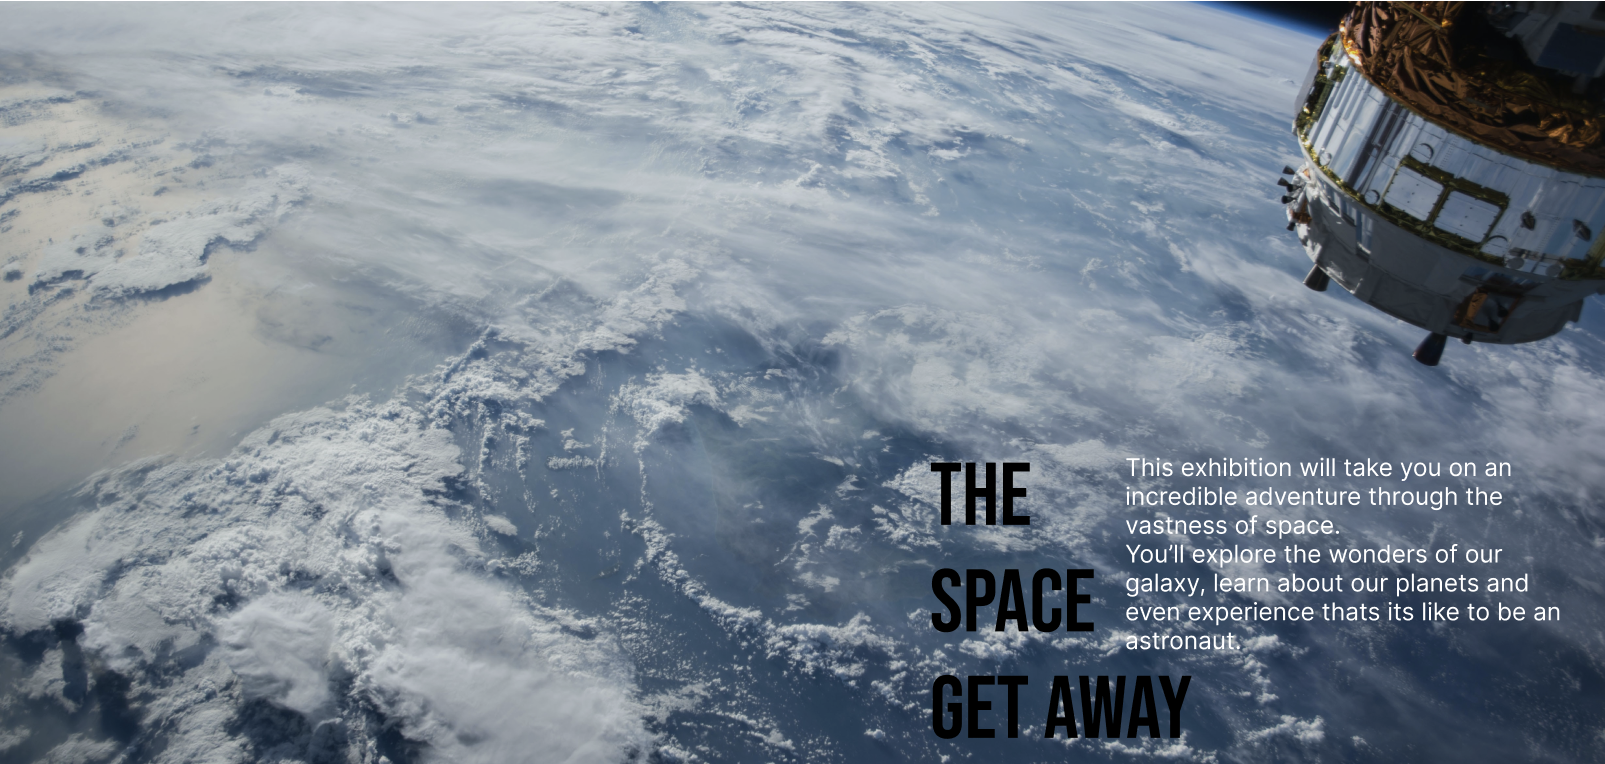 THE
SPACE
GET AWAY
This exhibition will take you on an
incredible adventure through the
vastness of space.
You’ll explore the wonders of our
galaxy, learn about our planets and
even experience thats its like to be an
astronaut.